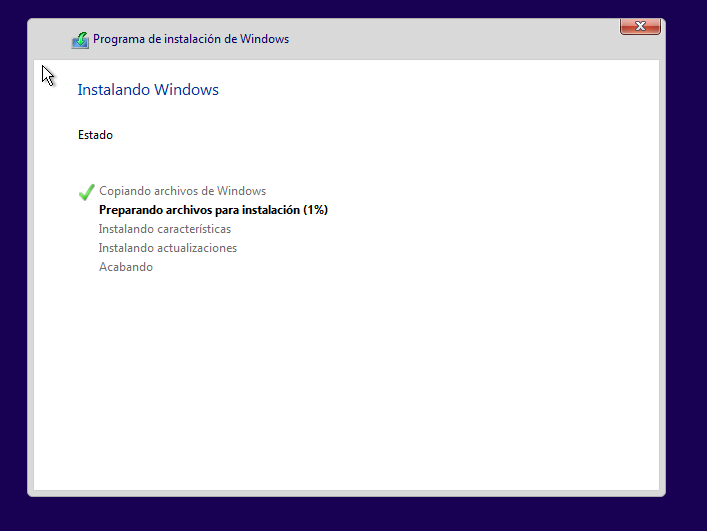 Programa de instalación de Windows
Instalando Windows
Estado
Copiando archivos de Windows
Preparando archivos para instalación (1%)
Instalando características
Instalando actualizaciones
Acabando